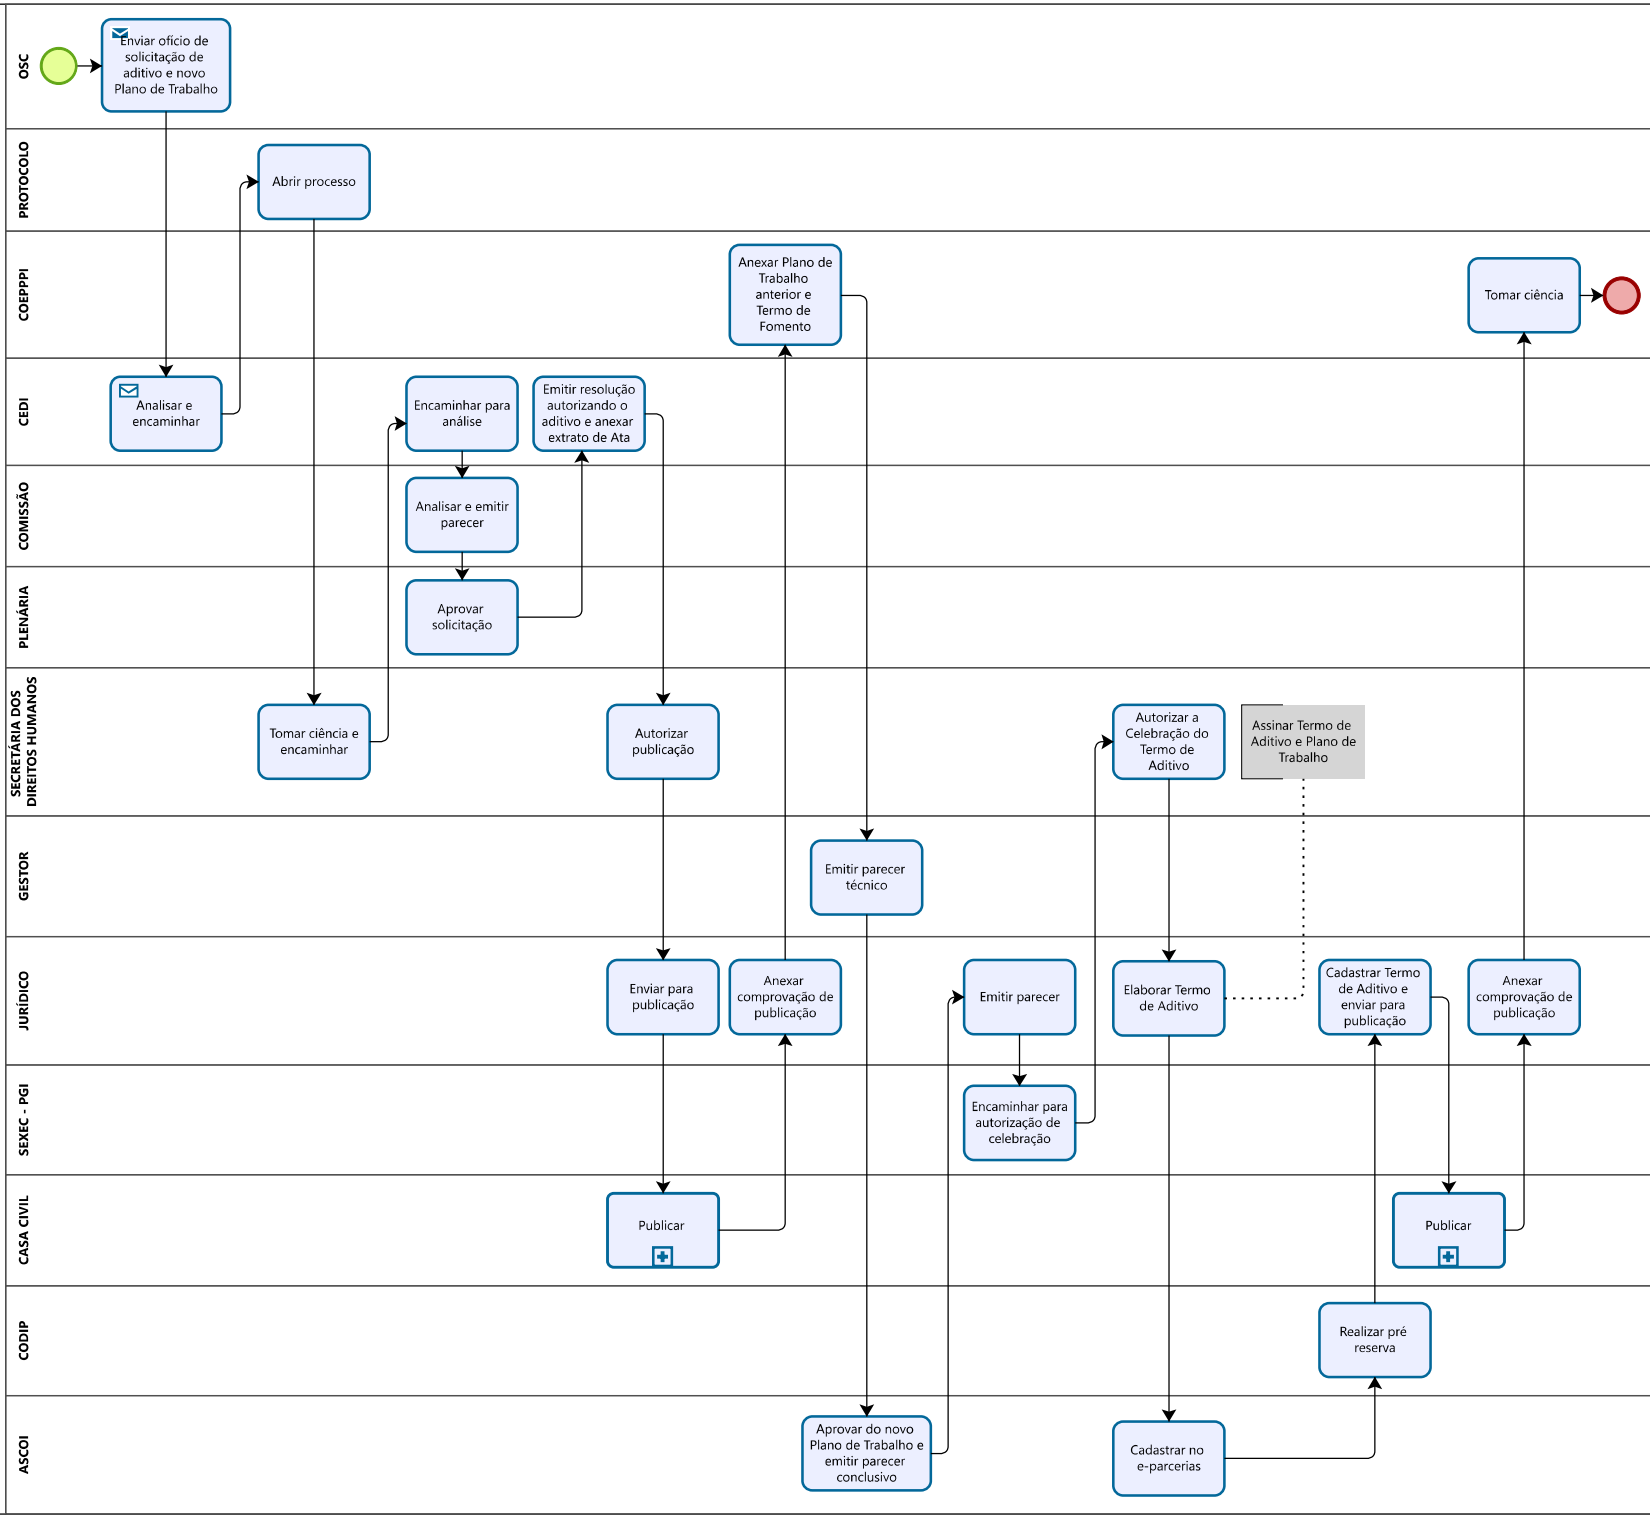 OSC
Enviar ofício de
solicitação de
aditivo e novo
Plano de Trabalho
PROTOCOLO
Abrir processo
COEPPPI
Anexar Plano de
Trabalho
anterior e
Termo de
Fomento
Tomar ciência
CEDI
Analisar e
encaminhar
Encaminhar para
análise
Emitir resolução
autorizando o
aditivo e anexar
extrato de Ata
COMISSÃO
Analisar e emitir
parecer
PLENÁRIA
Aprovar
solicitação
SECRETÁRIA DOS
DIREITOS HUMANOS
Tomar ciência e
encaminhar
Autorizar
publicação
Autorizar a
Celebração do
Termo de
Aditivo
Assinar Termo de
Aditivo e Plano de
Trabalho
GESTOR
Emitir parecer
técnico
JURÍDICO
Enviar para
publicação
Anexar
comprovação de
publicação
Emitir parecer
Elaborar Termo
de Aditivo
Cadastrar Termo
de Aditivo e
enviar para
publicação
Anexar
comprovação de
publicação
SEXEC - PGI
Encaminhar para
autorização de
celebração
CASA CIVIL
Publicar
Publicar
CODIP
Realizar pré
reserva
ASCOI
Aprovar do novo
Plano de Trabalho e
emitir parecer
conclusivo
Cadastrar no
e-parcerias